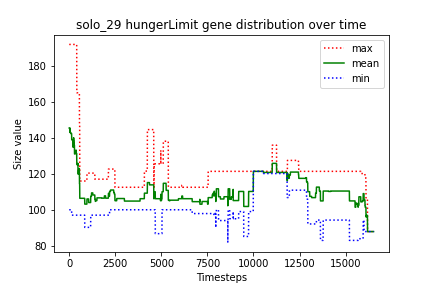 solo_29 hungerLimit gene distribution over time
max
mean
min
Size value
180
160
140
120
100
80
0
2500
5000
7500
10000
12500
15000
Timesteps